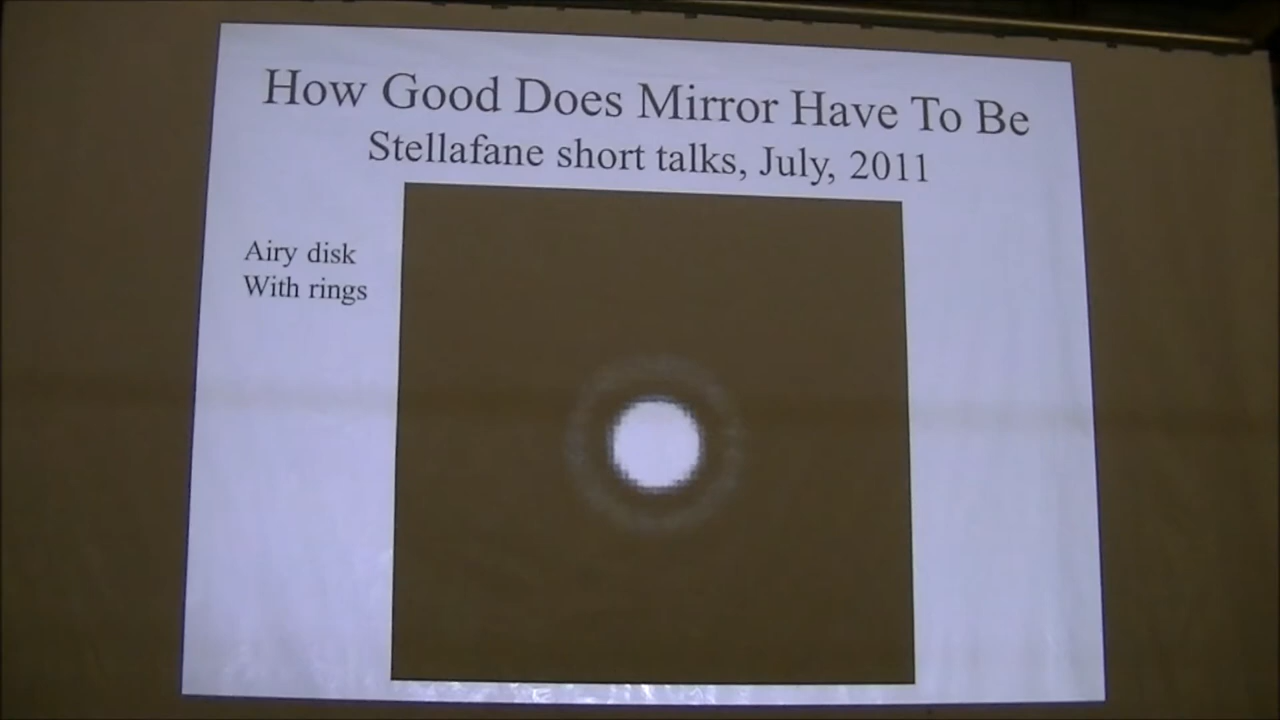 How Good Does Mirror Have To Be
Stellafane short talks, July, 2011
Airy disk
With rings